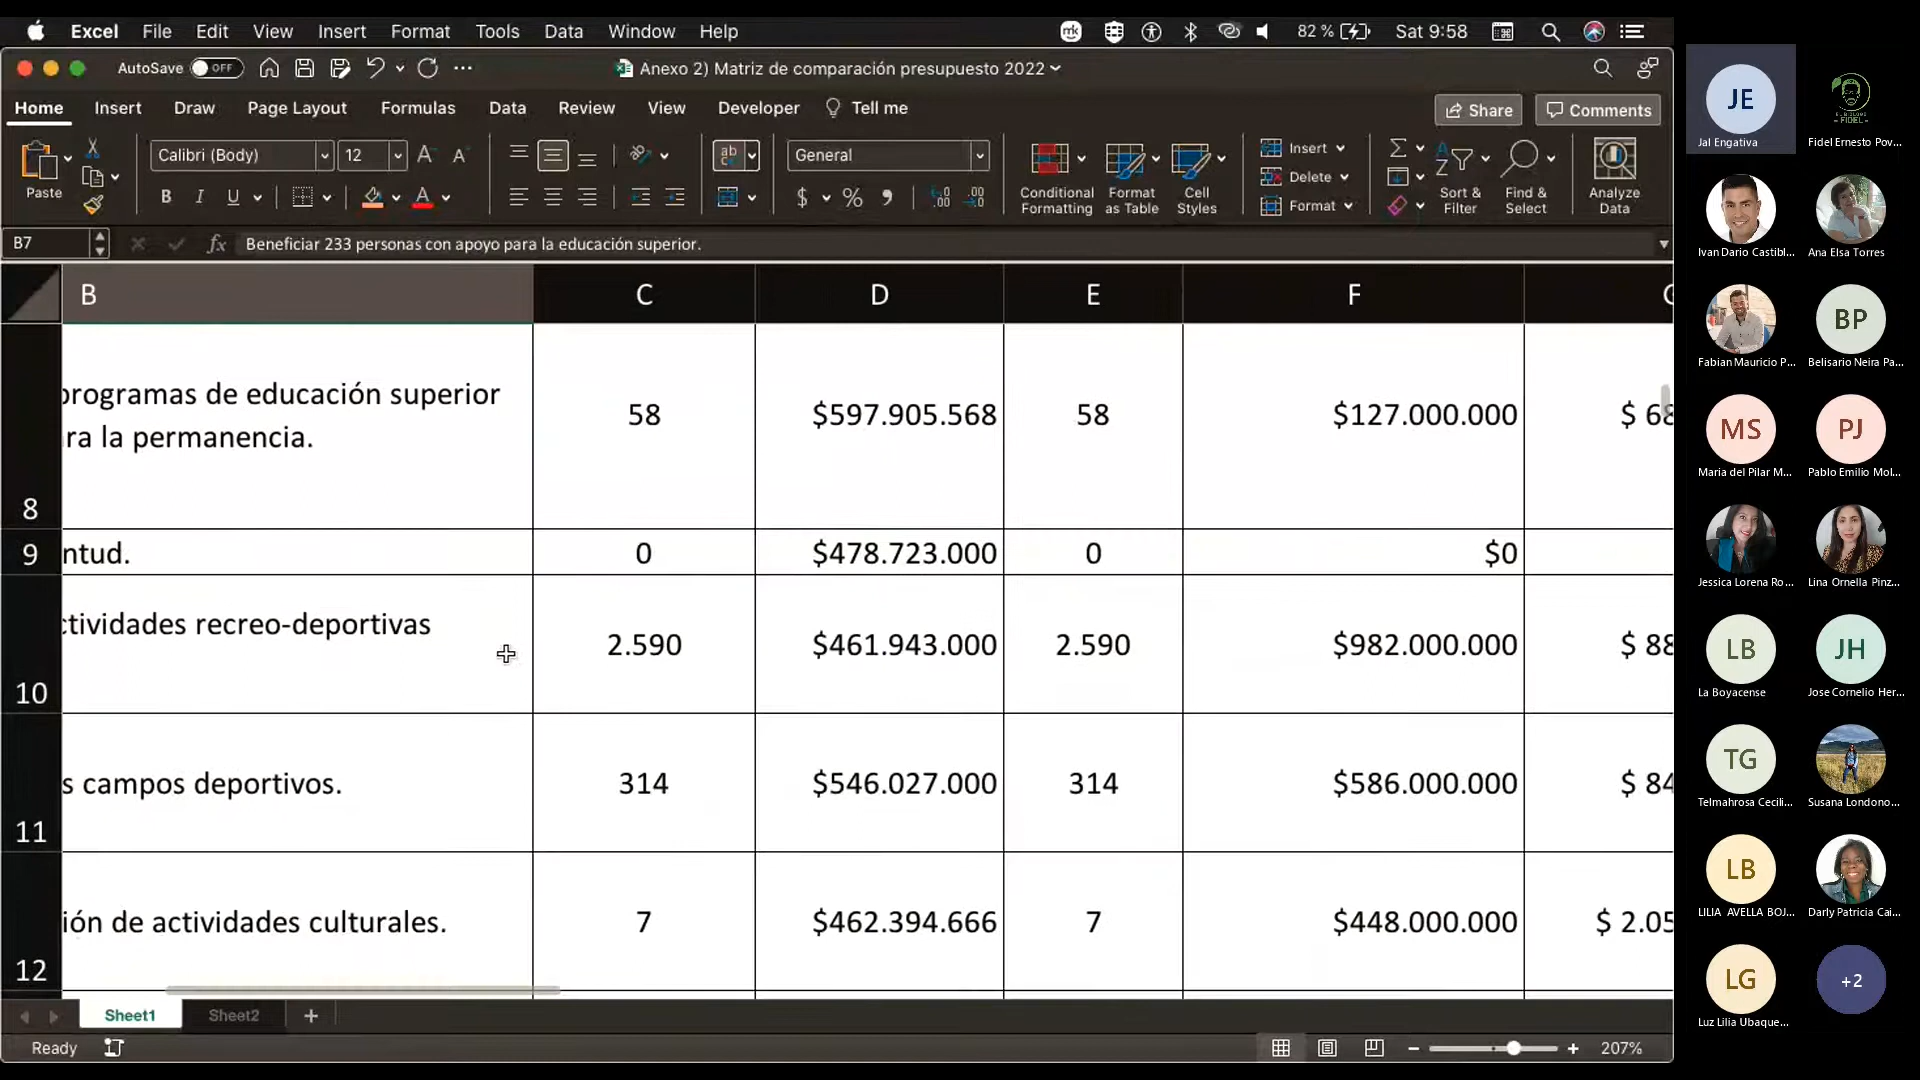 Excel File Edit View Insert Format Tools Data Window Help 82 % Sat 9:58
AutoSave OFF Anexo 2) Matriz de comparación presupuesto 2022
Home Insert Draw Page Layout Formulas Data Review View Developer Tell me Share Comments
Paste
Calibri (Body) 12
General
Conditional Formatting
Format as Table
Cell Styles
Insert
Delete
Format
Sort & Filter
Find & Select
Analyze Data
B7 fx Beneficiar 233 personas con apoyo para la educación superior.
B C D E F
8 programas de educación superior
ra la permanencia. 58 $597.905.568 58 $127.000.000 $ 68
9 ntud. 0 $478.723.000 0 $0
10 ctividades recreo-deportivas 2.590 $461.943.000 2.590 $982.000.000 $ 88
11 s campos deportivos. 314 $546.027.000 314 $586.000.000 $ 84
12 ión de actividades culturales. 7 $462.394.666 7 $448.000.000 $ 2.05
Sheet1 Sheet2 +
Ready 207%
JE
Jal Engativa
FIDEL
Fidel Ernesto Pov...
Ivan Dario Castibl...
Ana Elsa Torres
Fabian Mauricio P...
BP
Belisario Neira Pa...
MS
Maria del Pilar M...
PJ
Pablo Emilio Mol...
Jessica Lorena Ro...
Lina Ornella Pinz...
LB
La Boyacense
JH
Jose Cornelio Her...
TG
Telmahrosa Cecili...
Susana Londono...
LB
LILIA AVELLA BOJ...
Darly Patricia Cai...
LG
Luz Lilia Ubaque...
+2